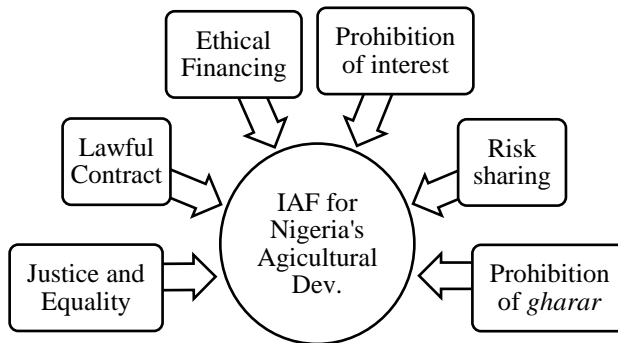 Ethical
Financing
Prohibition
of interest
Lawful
Contract
Risk
sharing
IAF for
Nigeria's
Agicultural
Dev.
Justice and
Equality
Prohibition
of gharar